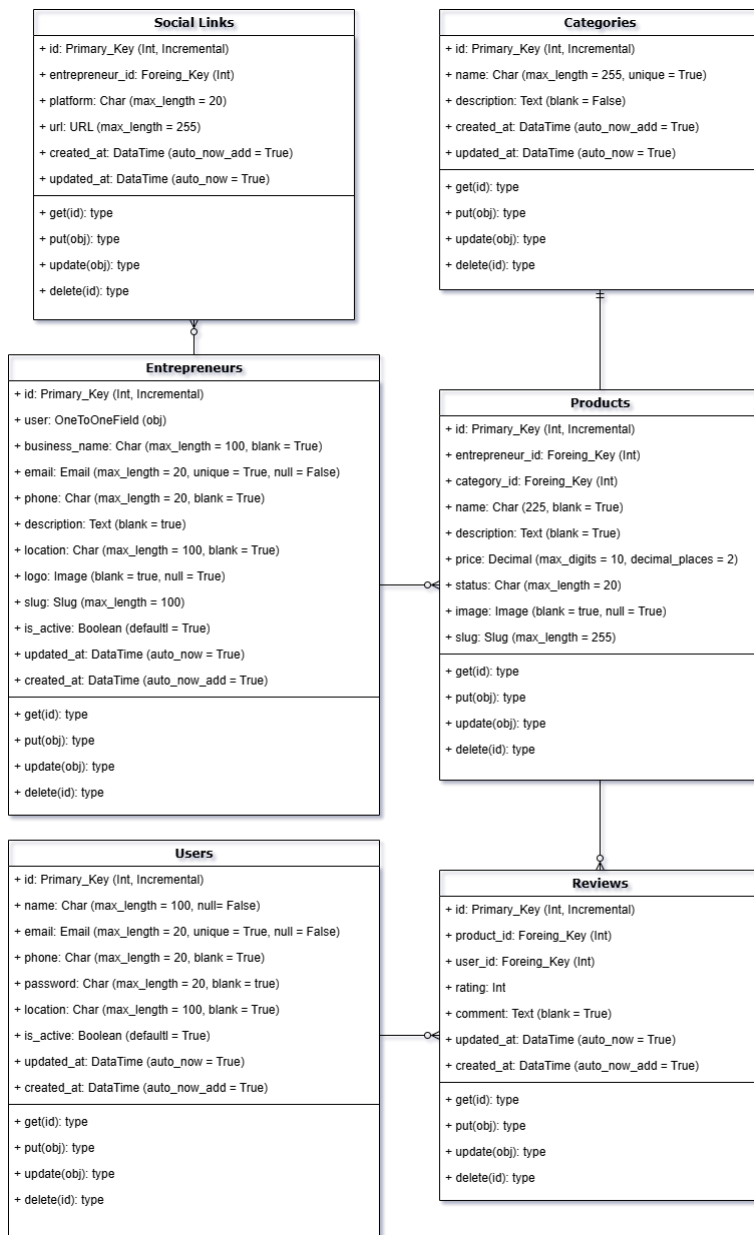 Social Links
+ id: Primary_Key (Int, Incremental)
+ entrepreneur_id: Foreing_Key (Int)
+ platform: Char (max_length = 20)
+ url: URL (max_length = 255)
+ created_at: DataTime (auto_now_add = True)
+ updated_at: DataTime (auto_now = True)
+ get(id): type
+ put(obj): type
+ update(obj): type
+ delete(id): type
Categories
+ id: Primary_Key (Int, Incremental)
+ name: Char (max_length = 255, unique = True)
+ description: Text (blank = False)
+ created_at: DataTime (auto_now_add = True)
+ updated_at: DataTime (auto_now = True)
+ get(id): type
+ put(obj): type
+ update(obj): type
+ delete(id): type
Entrepreneurs
+ id: Primary_Key (Int, Incremental)
+ user: OneToOneField (obj)
+ business_name: Char (max_length = 100, blank = True)
+ email: Email (max_length = 20, unique = True, null = False)
+ phone: Char (max_length = 20, blank = True)
+ description: Text (blank = true)
+ location: Char (max_length = 100, blank = True)
+ logo: Image (blank = true, null = True)
+ slug: Slug (max_length = 100)
+ is_active: Boolean (defaultl = True)
+ updated_at: DataTime (auto_now = True)
+ created_at: DataTime (auto_now_add = True)
+ get(id): type
+ put(obj): type
+ update(obj): type
+ delete(id): type
Products
+ id: Primary_Key (Int, Incremental)
+ entrepreneur_id: Foreing_Key (Int)
+ category_id: Foreing_Key (Int)
+ name: Char (225, blank = True)
+ description: Text (blank = True)
+ price: Decimal (max_digits = 10, decimal_places = 2)
+ status: Char (max_length = 20)
+ image: Image (blank = true, null = True)
+ slug: Slug (max_length = 255)
+ get(id): type
+ put(obj): type
+ update(obj): type
+ delete(id): type
Users
+ id: Primary_Key (Int, Incremental)
+ name: Char (max_length = 100, null= False)
+ email: Email (max_length = 20, unique = True, null = False)
+ phone: Char (max_length = 20, blank = True)
+ password: Char (max_length = 20, blank = true)
+ location: Char (max_length = 100, blank = True)
+ is_active: Boolean (defaultl = True)
+ updated_at: DataTime (auto_now = True)
+ created_at: DataTime (auto_now_add = True)
+ get(id): type
+ put(obj): type
+ update(obj): type
+ delete(id): type
Reviews
+ id: Primary_Key (Int, Incremental)
+ product_id: Foreing_Key (Int)
+ user_id: Foreing_Key (Int)
+ rating: Int
+ comment: Text (blank = True)
+ updated_at: DataTime (auto_now = True)
+ created_at: DataTime (auto_now_add = True)
+ get(id): type
+ put(obj): type
+ update(obj): type
+ delete(id): type